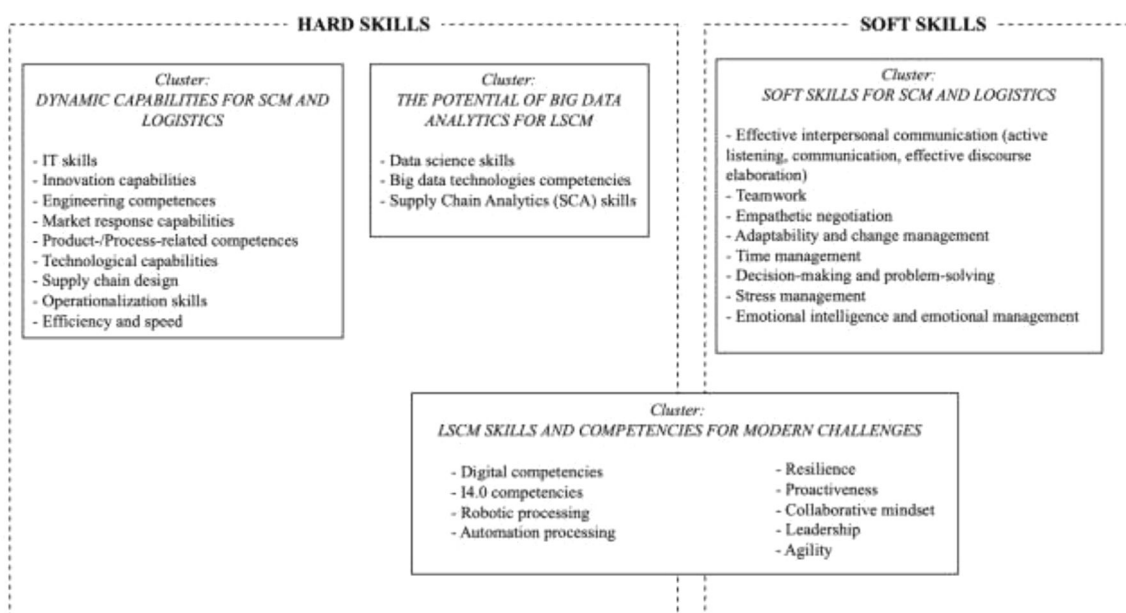 HARD SKILLS
SOFT SKILLS
Cluster:
DYNAMIC CAPABILITIES FOR SCM AND
LOGISTICS
- IT skills
- Innovation capabilities
- Engineering competences
- Market response capabilities
- Product-/Process-related competences
- Technological capabilities
- Supply chain design
- Operationalization skills
- Efficiency and speed
Cluster:
THE POTENTIAL OF BIG DATA
ANALYTICS FOR LSCM
- Data science skills
- Big data technologies competencies
- Supply Chain Analytics (SCA) skills
Cluster:
SOFT SKILLS FOR SCM AND LOGISTICS
- Effective interpersonal communication (active
listening, communication, effective discourse
elaboration)
- Teamwork
- Empathetic negotiation
- Adaptability and change management
- Time management
- Decision-making and problem-solving
- Stress management
- Emotional intelligence and emotional management
Cluster:
LSCM SKILLS AND COMPETENCIES FOR MODERN CHALLENGES
- Digital competencies
- I4.0 competencies
- Robotic processing
- Automation processing
- Resilience
- Proactiveness
- Collaborative mindset
- Leadership
- Agility